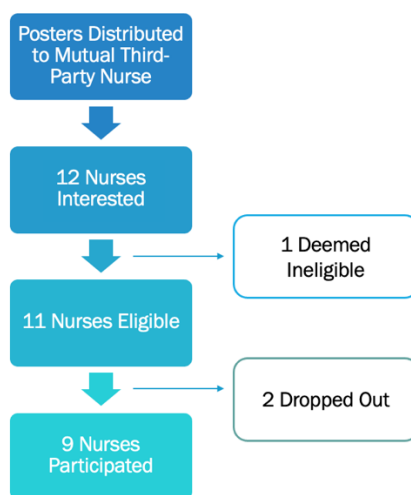 Posters Distributed
to Mutual Third-
Party Nurse
12 Nurses
Interested
1 Deemed
Ineligible
11 Nurses Eligible
2 Dropped Out
9 Nurses
Participated